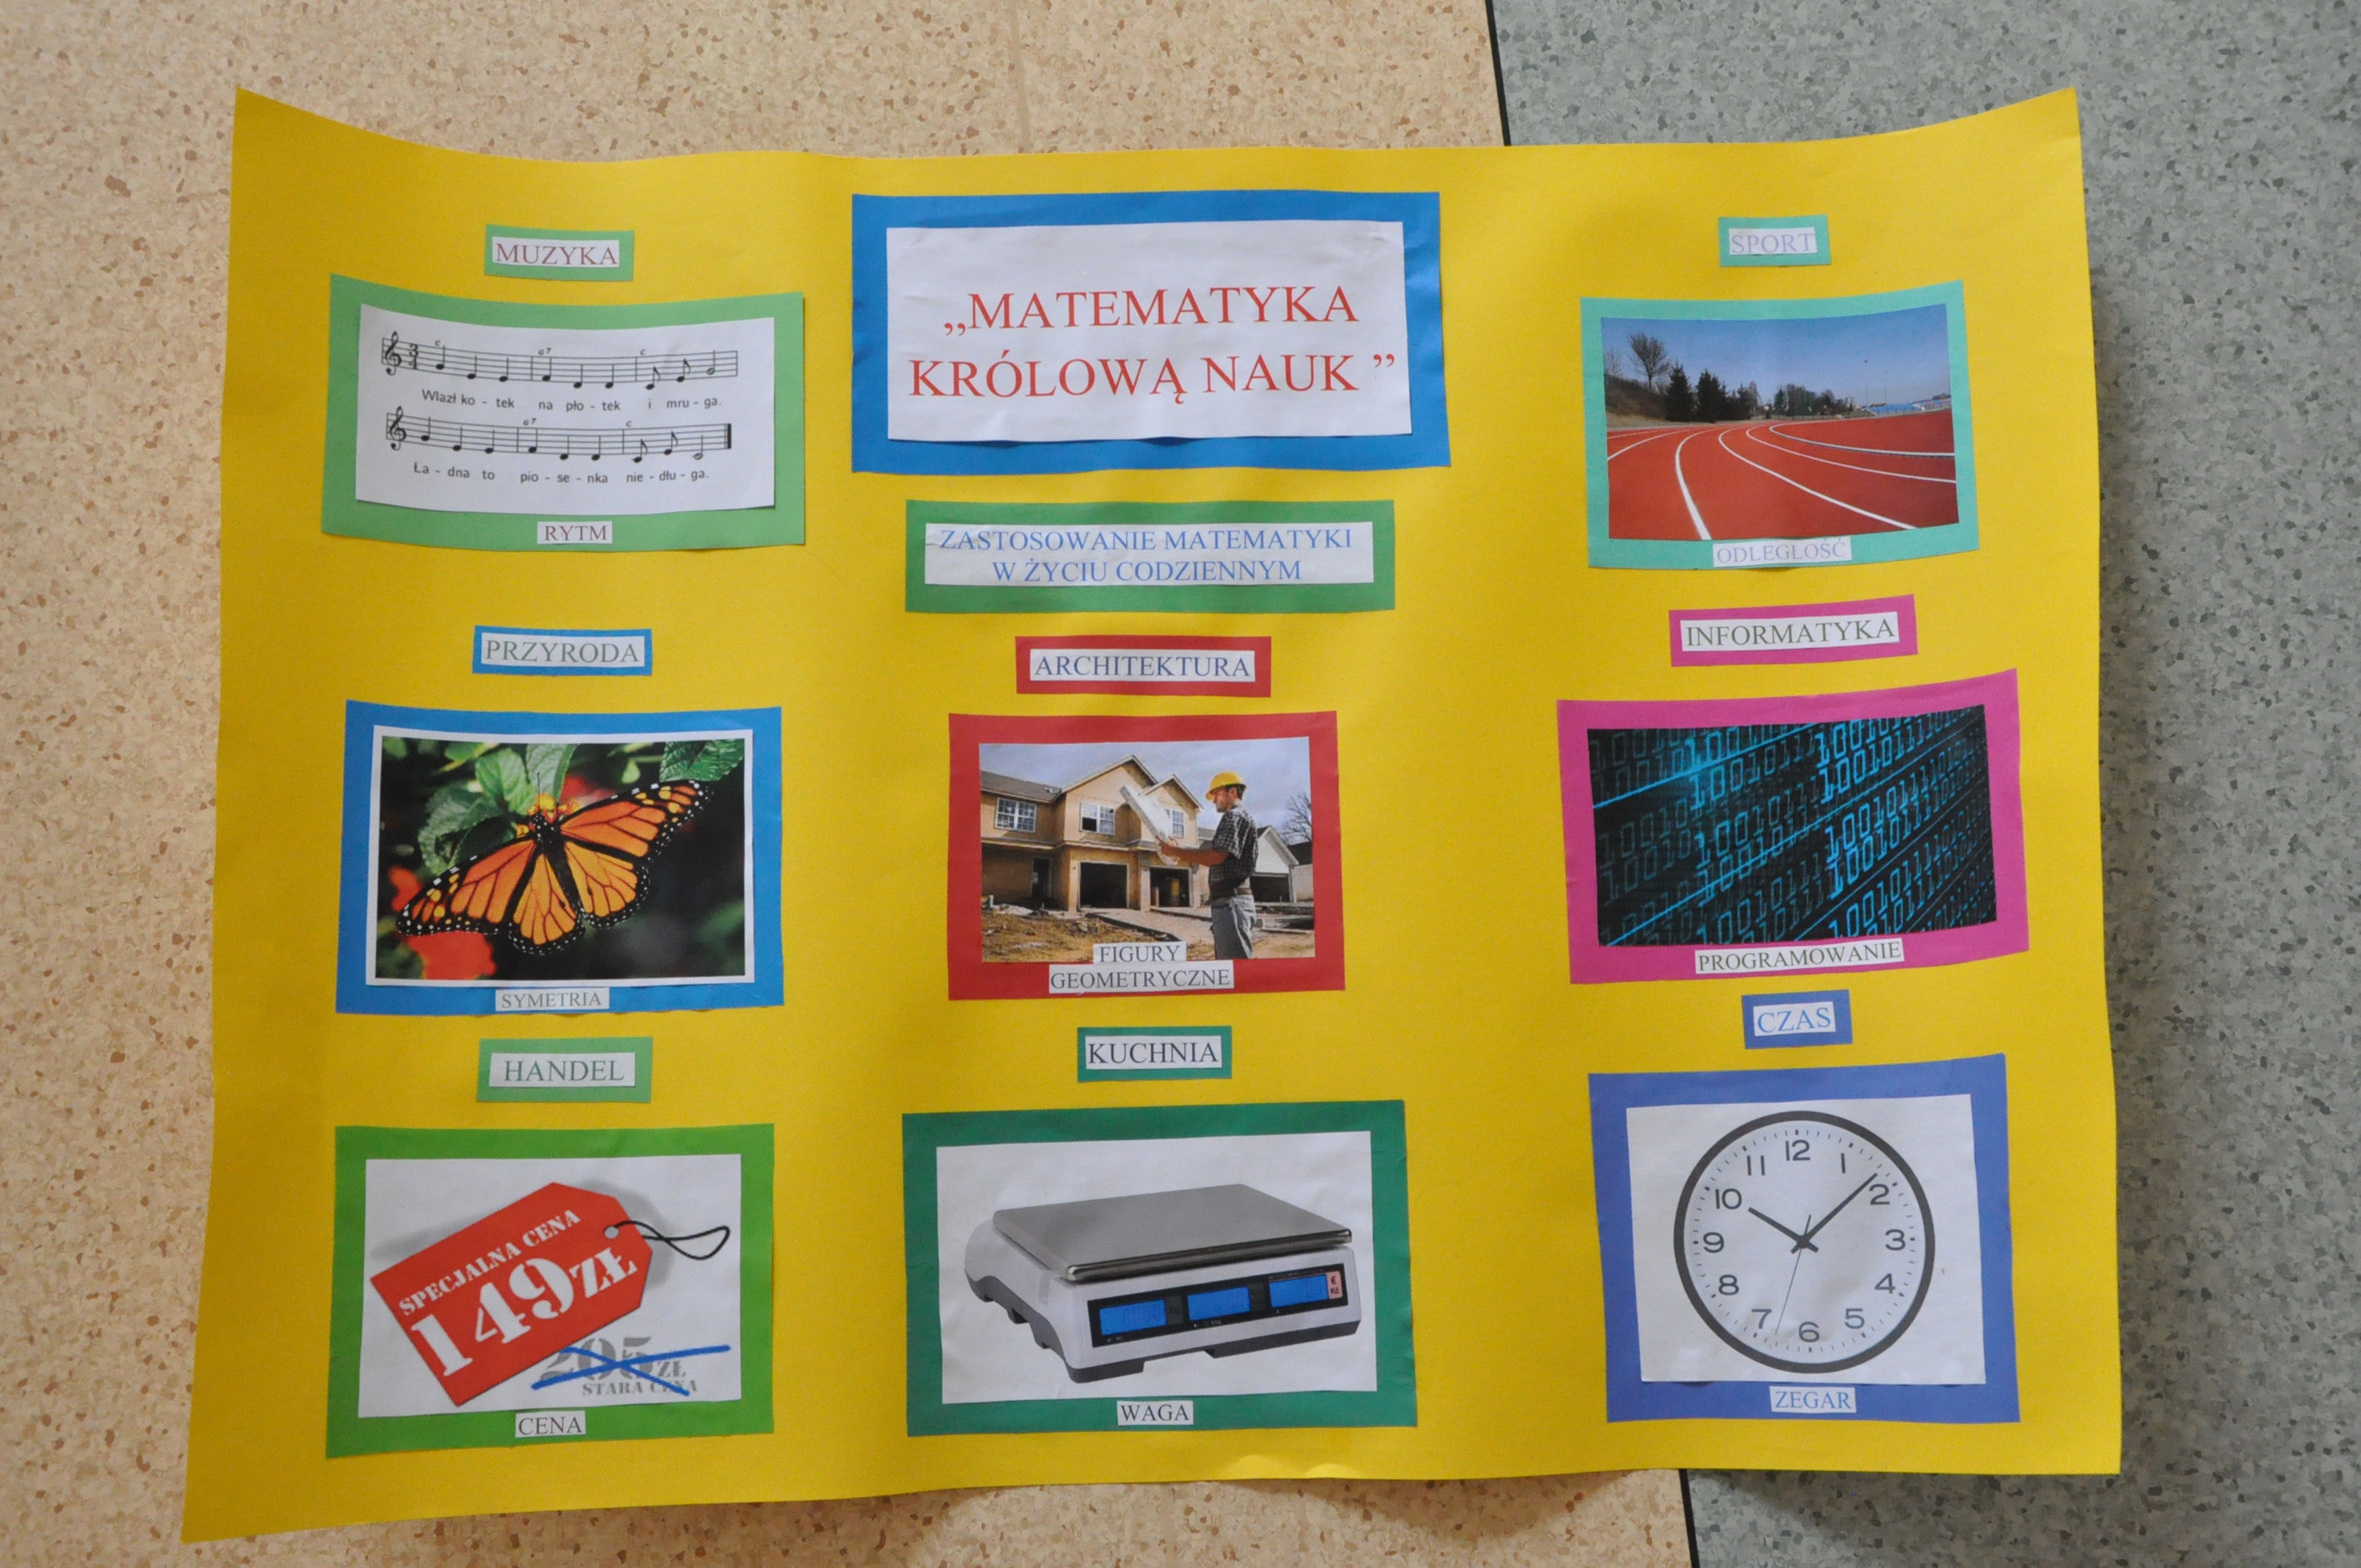 MUZYKA
3
4
C G7 C
Wlazł ko - tek na pło - tek i mru - ga.
G7 C
Ła - dna to pio - se - nka nie - dłu - ga.
RYTM
PRZYRODA
SYMETRIA
HANDEL
SPECJALNA CENA
149 ZŁ
205 ZŁ
STARA CENA
CENA
„MATEMATYKA
KRÓLOWĄ NAUK ”
ZASTOSOWANIE MATEMATYKI
W ŻYCIU CODZIENNYM
ARCHITEKTURA
FIGURY
GEOMETRYCZNE
KUCHNIA
WAGA
SPORT
ODLEGŁOŚĆ
INFORMATYKA
PROGRAMOWANIE
CZAS
12
11 1
10 2
9 3
8 4
7 5
6
ZEGAR